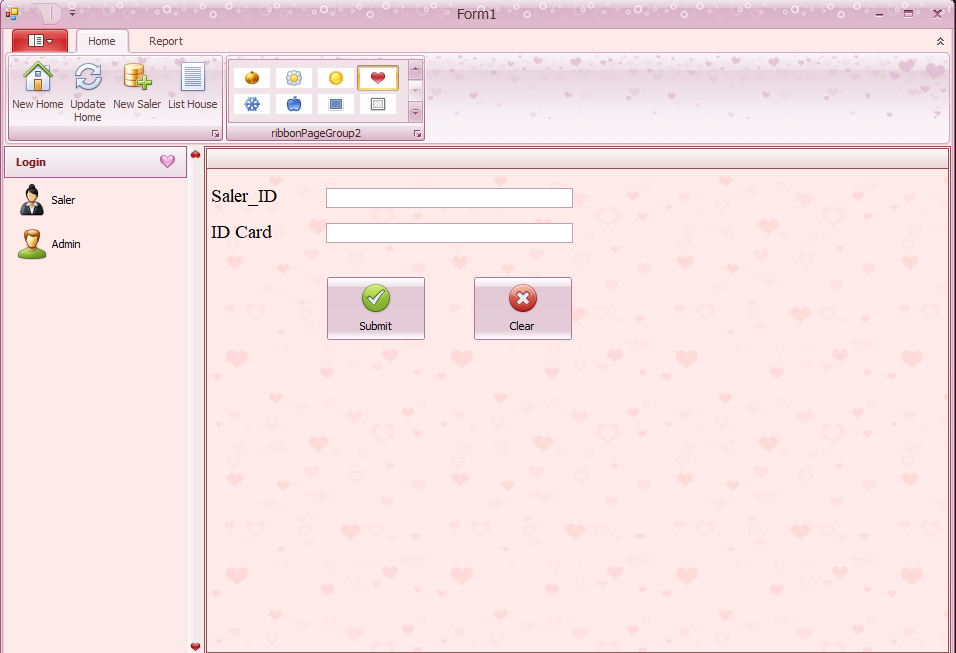 Form1
Home
Report
New Home
Update
Home
New Saler
List House
ribbonPageGroup2
Login
Saler
Admin
Saler_ID
ID Card
Submit
Clear